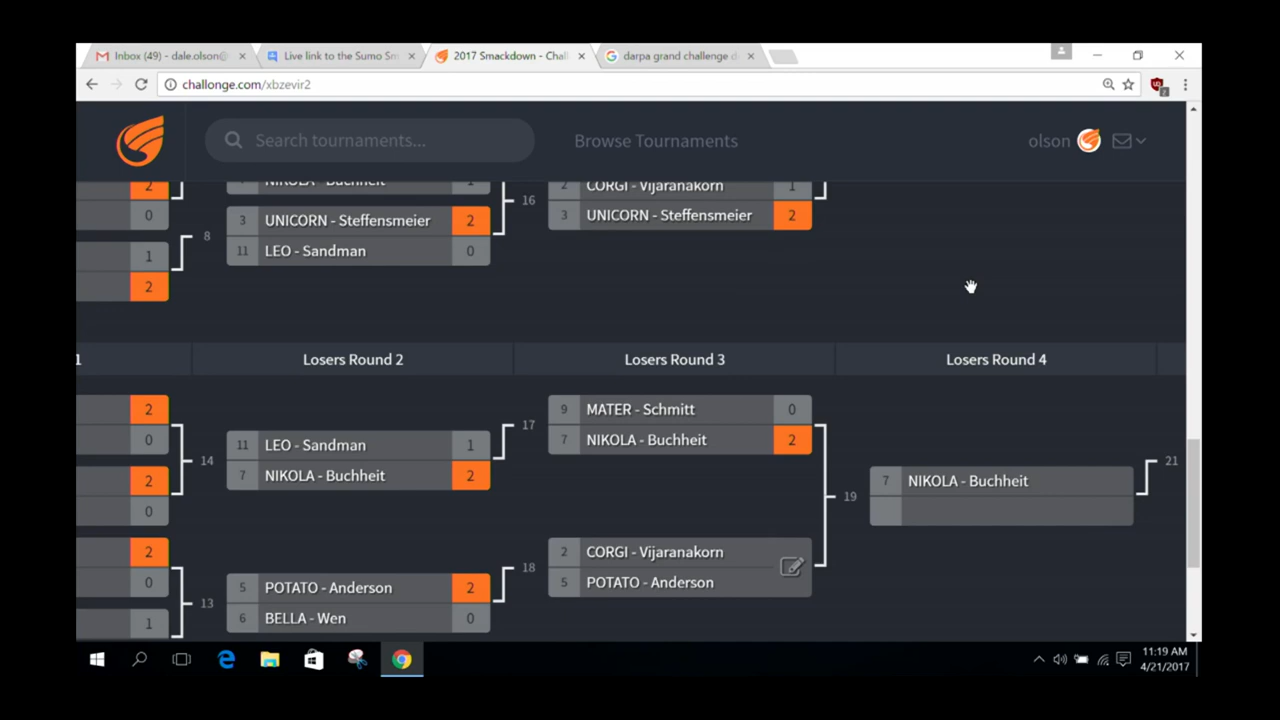 Inbox (49) - dale.olson@
Live link to the Sumo Sm
2017 Smackdown - Chall
darpa grand challenge d
challonge.com/xbzevir2
Search tournaments...
Browse Tournaments
olson
2
0
8
1
2
NIKOLA - Buchheit 1
3 UNICORN - Steffensmeier 2
11 LEO - Sandman 0
16
2 CORGI - Vijaranakorn 1
3 UNICORN - Steffensmeier 2
1
Losers Round 2
Losers Round 3
Losers Round 4
2
0
14
2
0
2
0
13
1
11 LEO - Sandman 1
7 NIKOLA - Buchheit 2
17
5 POTATO - Anderson 2
6 BELLA - Wen 0
18
9 MATER - Schmitt 0
7 NIKOLA - Buchheit 2
19
2 CORGI - Vijaranakorn
5 POTATO - Anderson
7 NIKOLA - Buchheit
21
11:19 AM
4/21/2017